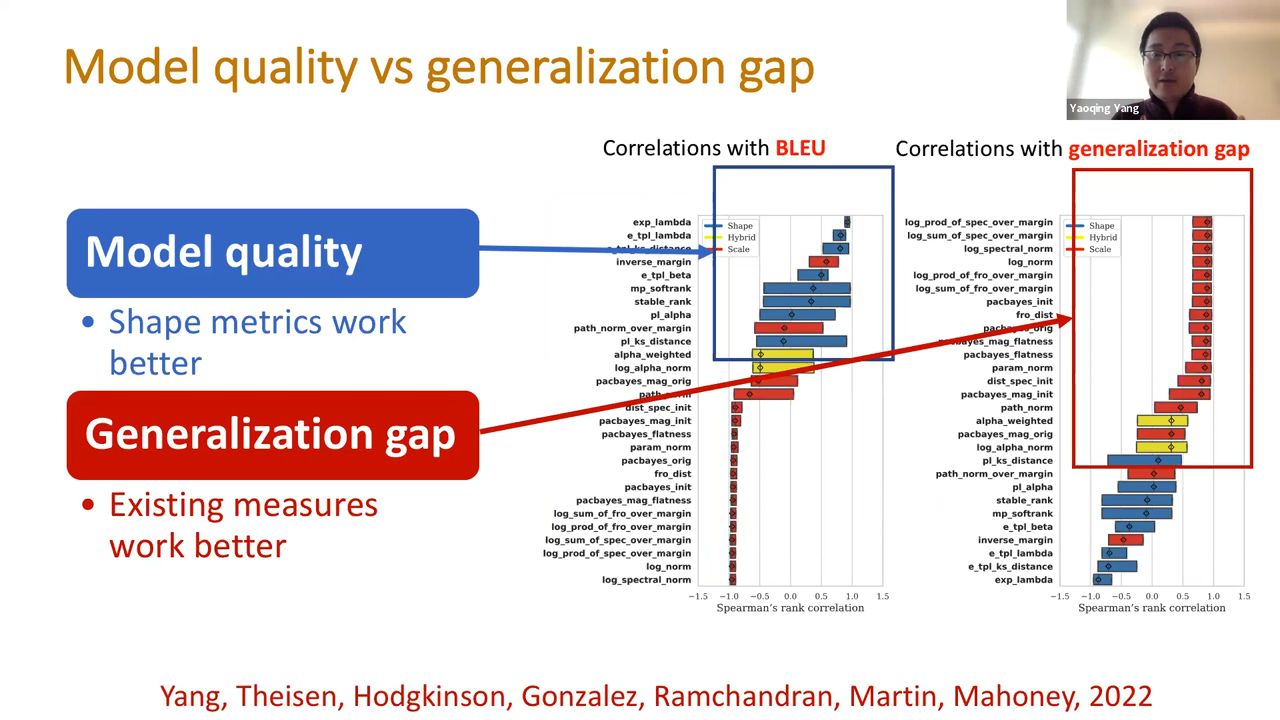 Model quality vs generalization gap
Yaoqing Yang
Model quality
• Shape metrics work
better
Generalization gap
• Existing measures
work better
Correlations with BLEU
exp_lambda
e_tpl_lambda
e_tpl_ks_distance
inverse_margin
e_tpl_beta
mp_softrank
stable_rank
pl_alpha
path_norm_over_margin
pl_ks_distance
alpha_weighted
log_alpha_norm
pacbayes_mag_orig
path_norm
dist_spec_init
pacbayes_mag_init
pacbayes_flatness
param_norm
pacbayes_orig
fro_dist
pacbayes_init
pacbayes_mag_flatness
log_sum_of_fro_over_margin
log_prod_of_fro_over_margin
log_sum_of_spec_over_margin
log_prod_of_spec_over_margin
log_norm
log_spectral_norm
Shape
Hybrid
Scale
−1.5 −1.0 −0.5 0.0 0.5 1.0 1.5
Spearman's rank correlation
Correlations with generalization gap
log_prod_of_spec_over_margin
log_sum_of_spec_over_margin
log_spectral_norm
log_norm
log_prod_of_fro_over_margin
log_sum_of_fro_over_margin
pacbayes_init
fro_dist
pacbayes_orig
pacbayes_mag_flatness
pacbayes_flatness
param_norm
dist_spec_init
pacbayes_mag_init
path_norm
alpha_weighted
pacbayes_mag_orig
log_alpha_norm
pl_ks_distance
path_norm_over_margin
pl_alpha
stable_rank
mp_softrank
e_tpl_beta
inverse_margin
e_tpl_lambda
e_tpl_ks_distance
exp_lambda
Shape
Hybrid
Scale
−1.5 −1.0 −0.5 0.0 0.5 1.0 1.5
Spearman's rank correlation
Yang, Theisen, Hodgkinson, Gonzalez, Ramchandran, Martin, Mahoney, 2022